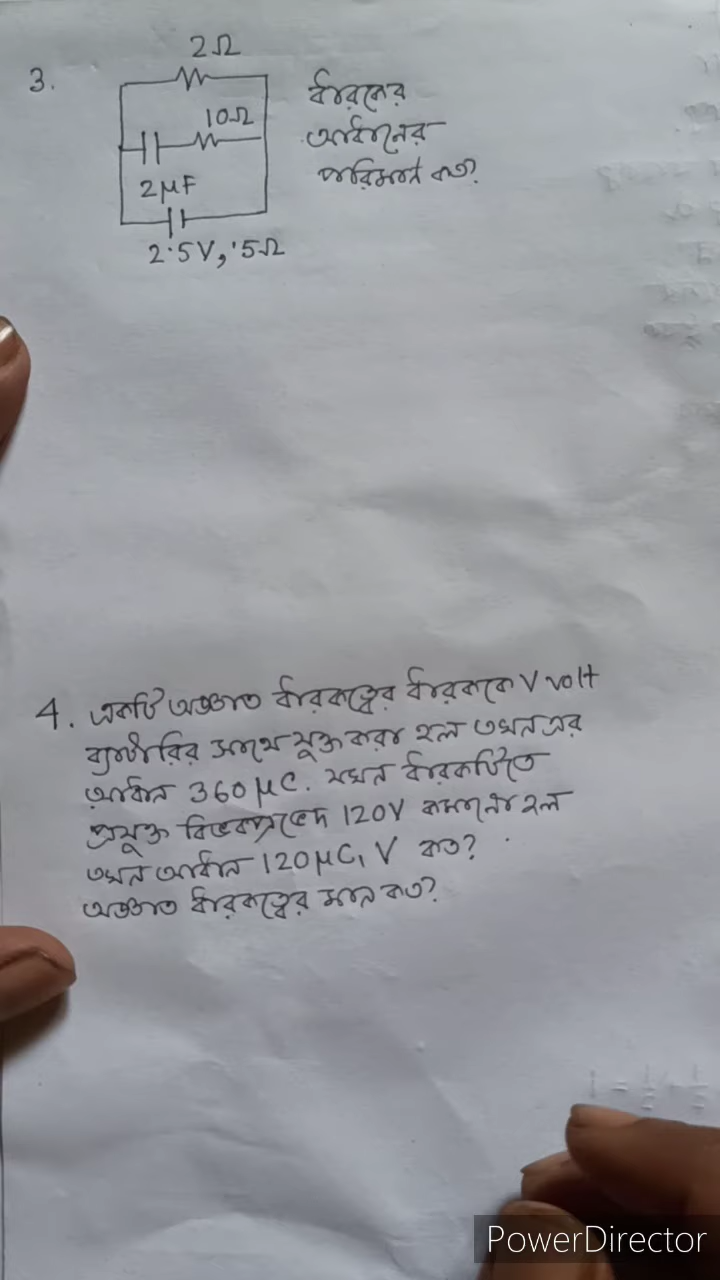 3.
2Ω
10Ω
2μF
2.5V, .5Ω
ধারকের
আধানের
পরিমাণ কত?
4. একটি অজ্ঞাত ধারকত্বের ধারককে V volt
ব্যাটারির সাথে যুক্ত করা হল তখন এর
আধান 360 μC. যখন ধারকটিতে
প্রযুক্ত বিভবপ্রভেদ 120V কমানো হল
তখন আধান 120μC, V কত?
অজ্ঞাত ধারকত্বের মান কত?
PowerDirector